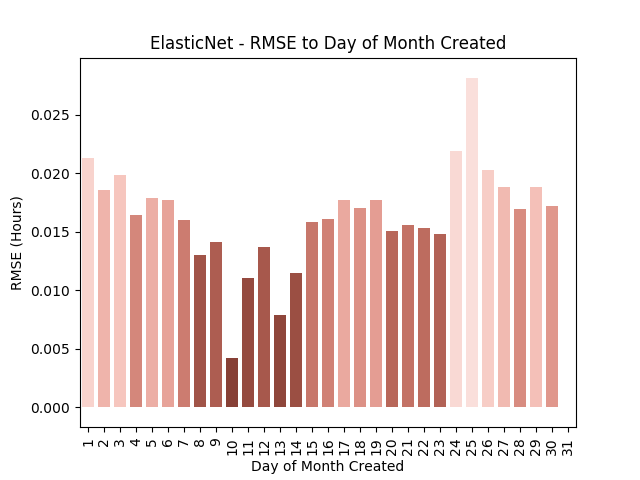 ElasticNet - RMSE to Day of Month Created
RMSE (Hours)
0.025
0.020
0.015
0.010
0.005
0.000
1 2 3 4 5 6 7 8 9 10 11 12 13 14 15 16 17 18 19 20 21 22 23 24 25 26 27 28 29 30 31
Day of Month Created